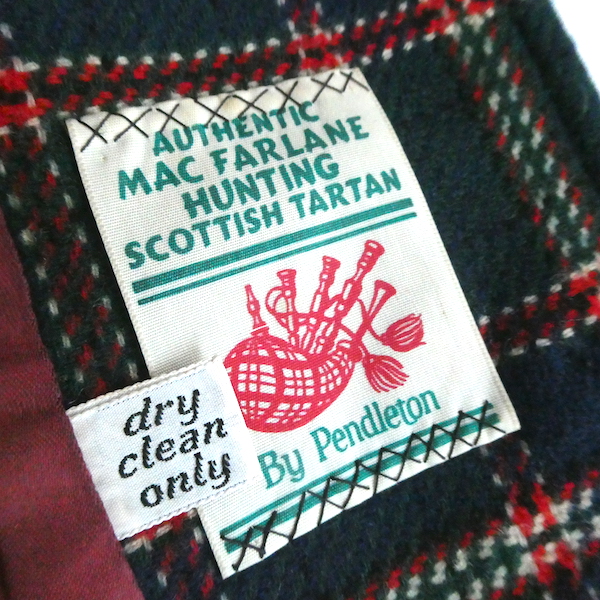 AUTHENTIC
MAC FARLANE
HUNTING
SCOTTISH TARTAN
By Pendleton
dry
clean
only